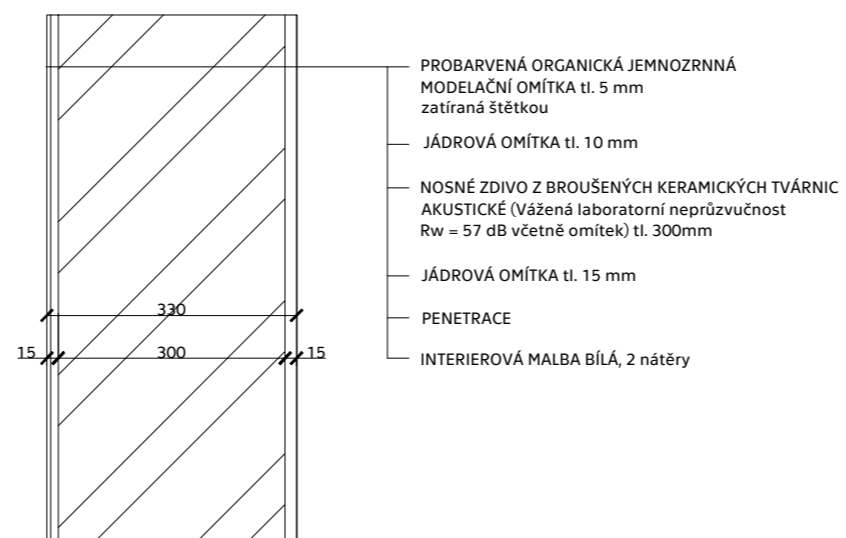 PROBARVENÁ ORGANICKÁ JEMNOZRNNÁ
MODELAČNÍ OMÍTKA tl. 5 mm
zatíraná štětkou
JÁDROVÁ OMÍTKA tl. 10 mm
NOSNÉ ZDIVO Z BROUŠENÝCH KERAMICKÝCH TVÁRNIC
AKUSTICKÉ (Vážená laboratorní neprůzvučnost
Rw = 57 dB včetně omítek) tl. 300mm
JÁDROVÁ OMÍTKA tl. 15 mm
PENETRACE
INTERIEROVÁ MALBA BÍLÁ, 2 nátěry
330
15 300 15